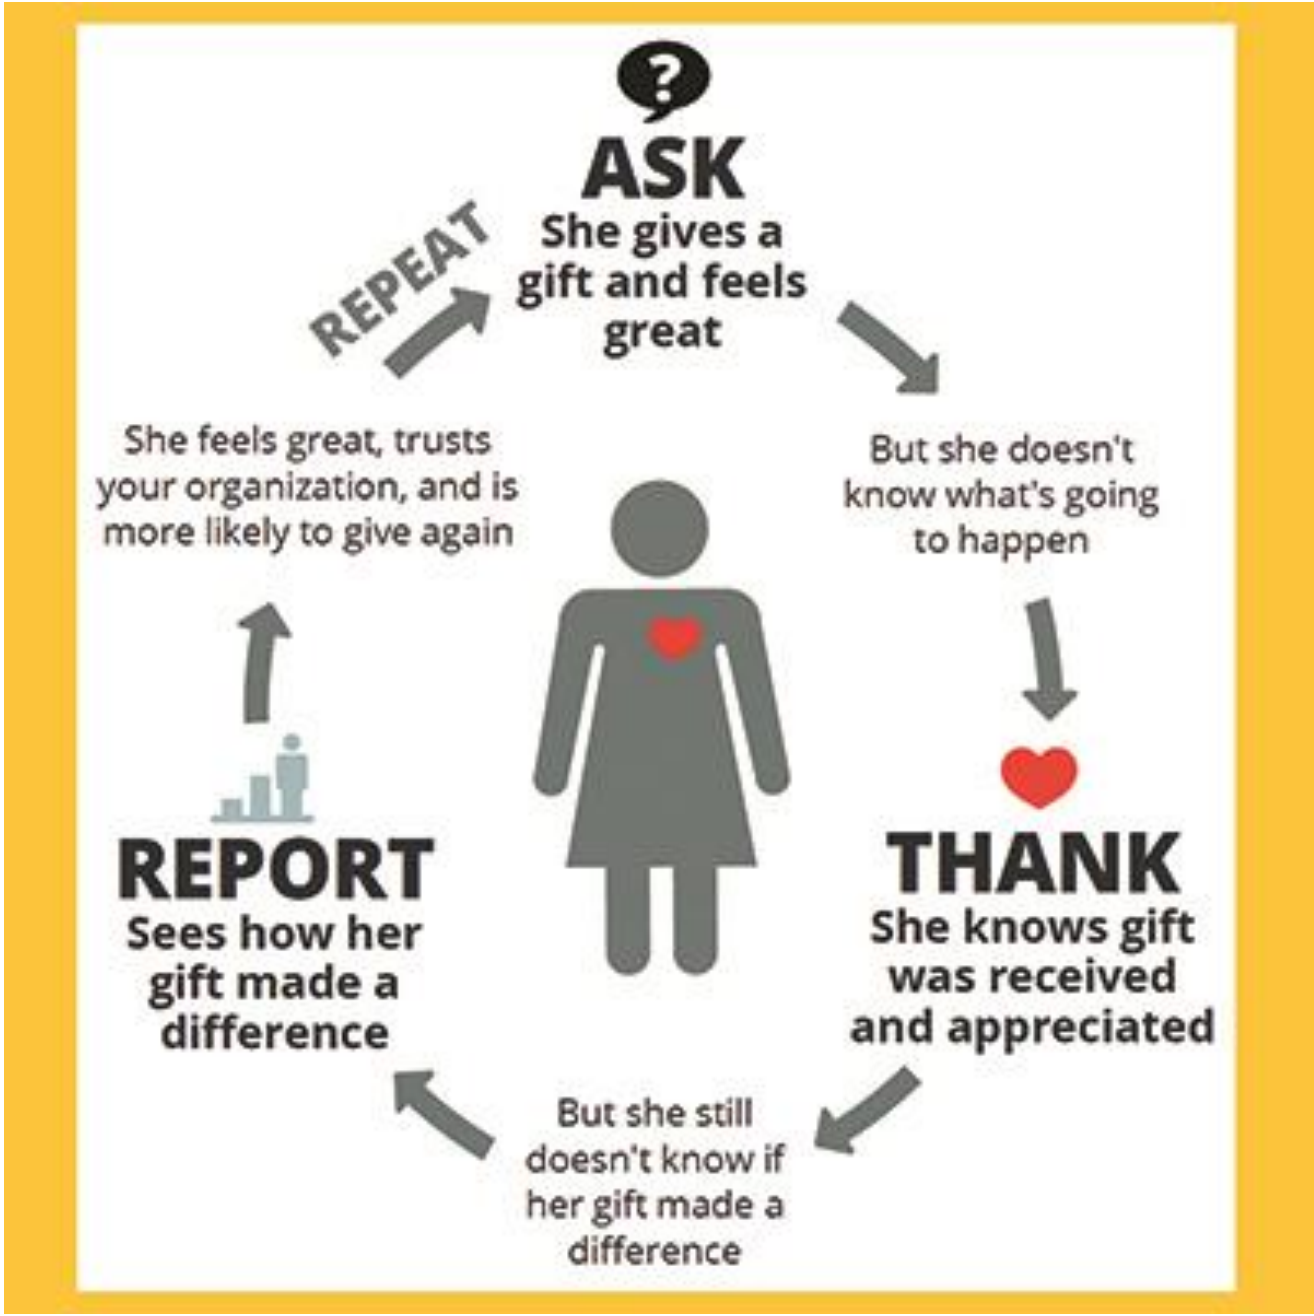 ?
ASK
She gives a
gift and feels
great
But she doesn't
know what's going
to happen
THANK
She knows gift
was received
and appreciated
But she still
doesn't know if
her gift made a
difference
REPORT
Sees how her
gift made a
difference
She feels great, trusts
your organization, and is
more likely to give again
REPEAT